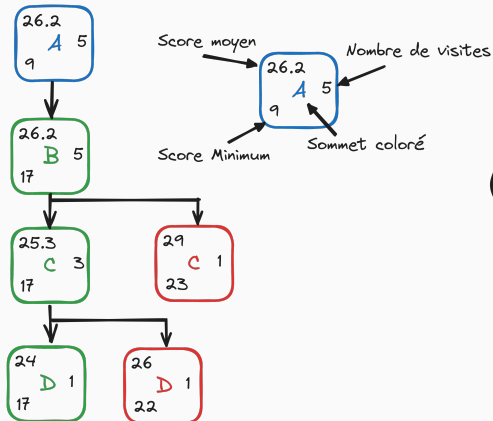 26.2
A 5
9
Score moyen
Nombre de visites
26.2
A 5
9
Score Minimum
Sommet coloré
26.2
B 5
17
25.3
C 3
17
29
C 1
23
24
D 1
17
26
D 1
22